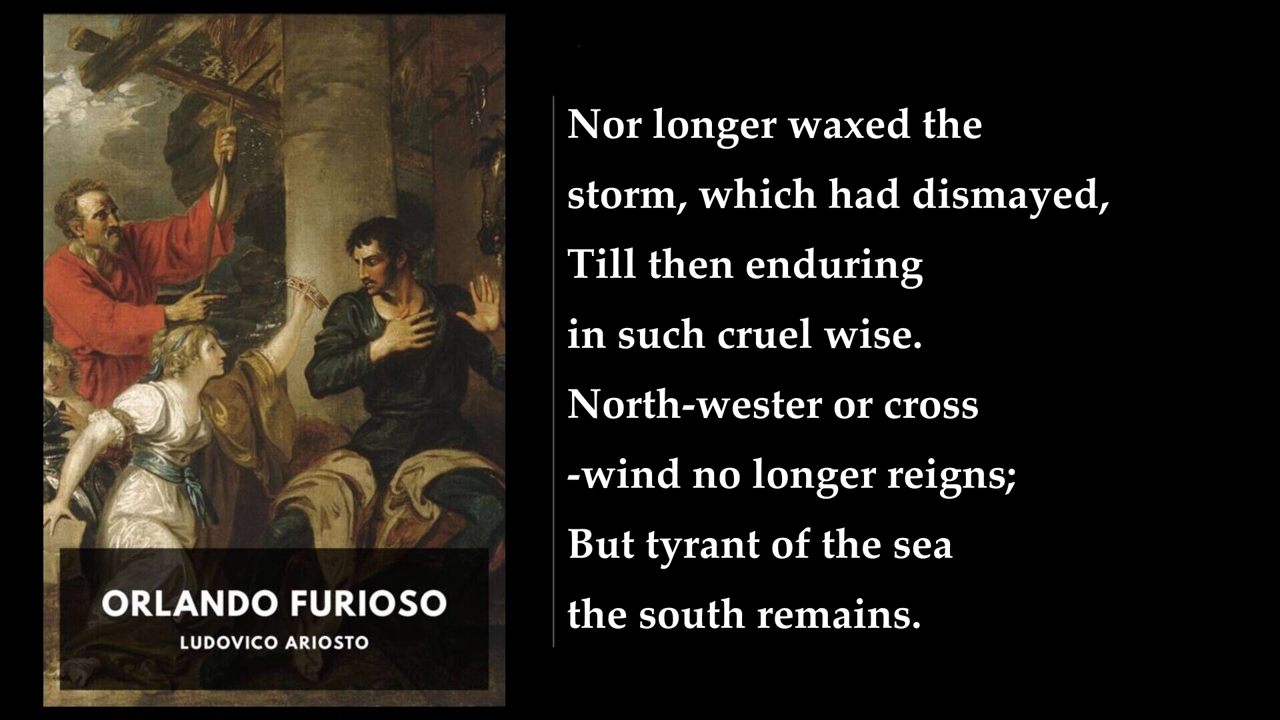 ORLANDO FURIOSO
LUDOVICO ARIOSTO
Nor longer waxed the
storm, which had dismayed,
Till then enduring
in such cruel wise.
North-wester or cross
-wind no longer reigns;
But tyrant of the sea
the south remains.